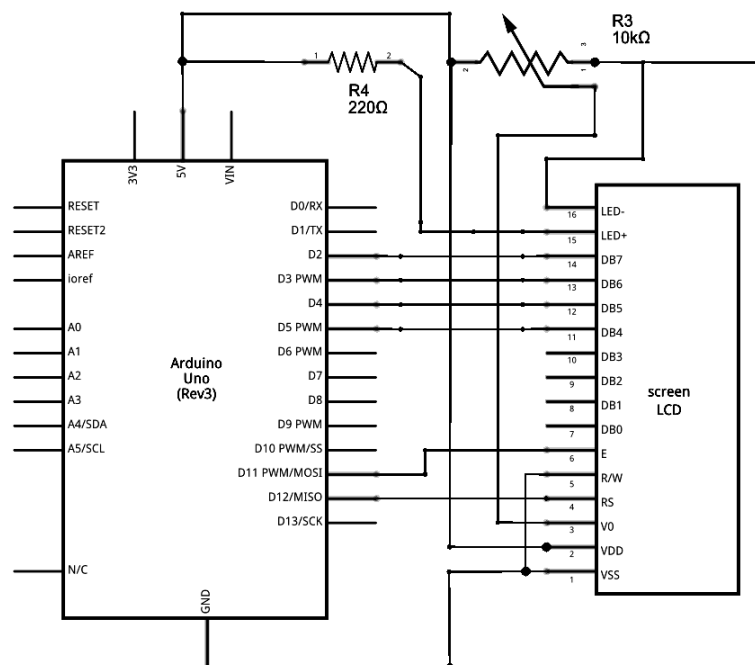 R3
10kΩ
3
1
2
1
2
R4
220Ω
3V3
5V
VIN
RESET
RESET2
AREF
ioref
A0
A1
A2
A3
A4/SDA
A5/SCL
N/C
Arduino
Uno
(Rev3)
D0/RX
D1/TX
D2
D3 PWM
D4
D5 PWM
D6 PWM
D7
D8
D9 PWM
D10 PWM/SS
D11 PWM/MOSI
D12/MISO
D13/SCK
GND
16 LED-
15 LED+
14 DB7
13 DB6
12 DB5
11 DB4
10 DB3
9 DB2
8 DB1
7 DB0
6 E
5 R/W
4 RS
3 V0
2 VDD
1 VSS
screen
LCD